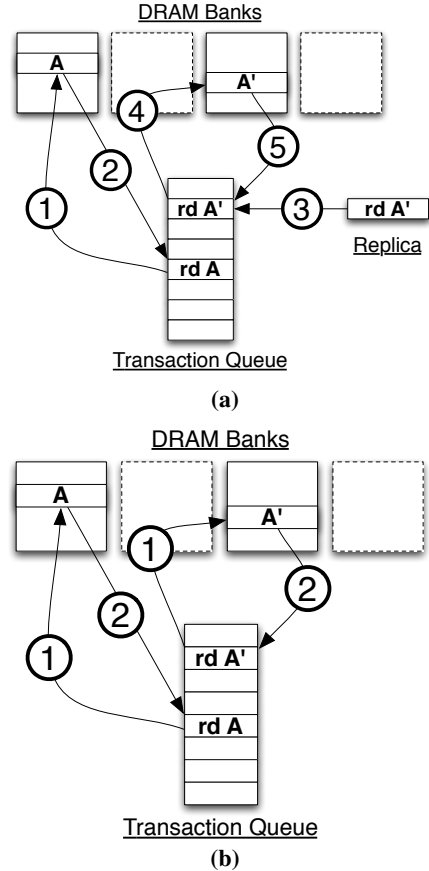 DRAM Banks
A
A'
4
2
5
1
rd A'
3
rd A'
Replica
rd A
Transaction Queue
(a)
DRAM Banks
A
A'
1
2
2
1
rd A'
rd A
Transaction Queue
(b)